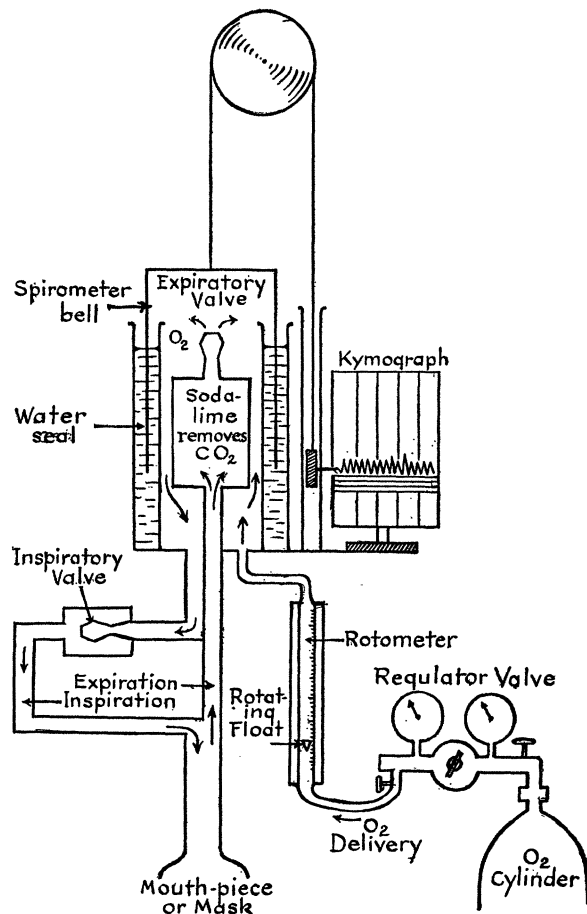 Expiratory
Valve
Spirometer
bell
O₂
Kymograph
Soda-
lime
removes
CO₂
Water
seal
Inspiratory
Valve
Rotometer
Expiration
Inspiration
Rotat-
ing
Float
Regulator Valve
O₂
Delivery
O₂
Cylinder
Mouth-piece
or Mask